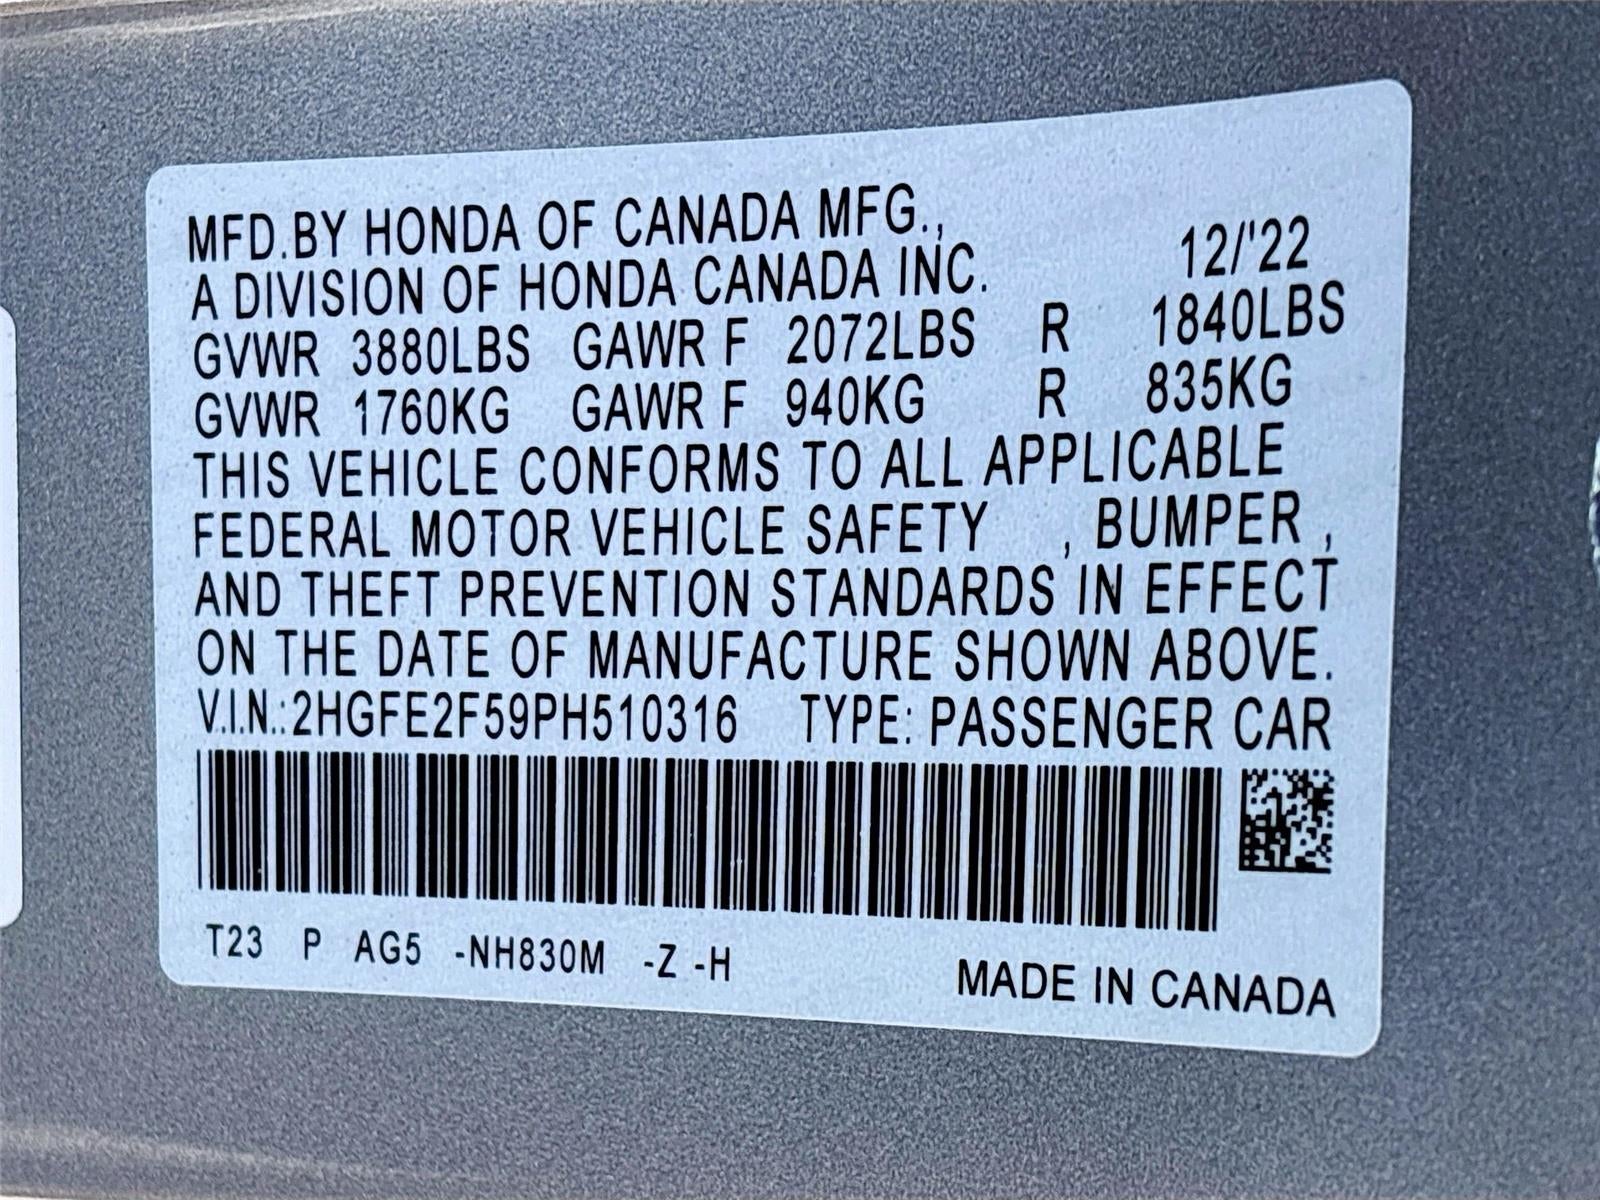 MFD.BY HONDA OF CANADA MFG.,
A DIVISION OF HONDA CANADA INC. 12/'22
GVWR 3880LBS GAWR F 2072LBS R 1840LBS
GVWR 1760KG GAWR F 940KG R 835KG
THIS VEHICLE CONFORMS TO ALL APPLICABLE
FEDERAL MOTOR VEHICLE SAFETY , BUMPER ,
AND THEFT PREVENTION STANDARDS IN EFFECT
ON THE DATE OF MANUFACTURE SHOWN ABOVE.
V.I.N.:2HGFE2F59PH510316 TYPE: PASSENGER CAR
T23 P AG5 -NH830M -Z -H
MADE IN CANADA